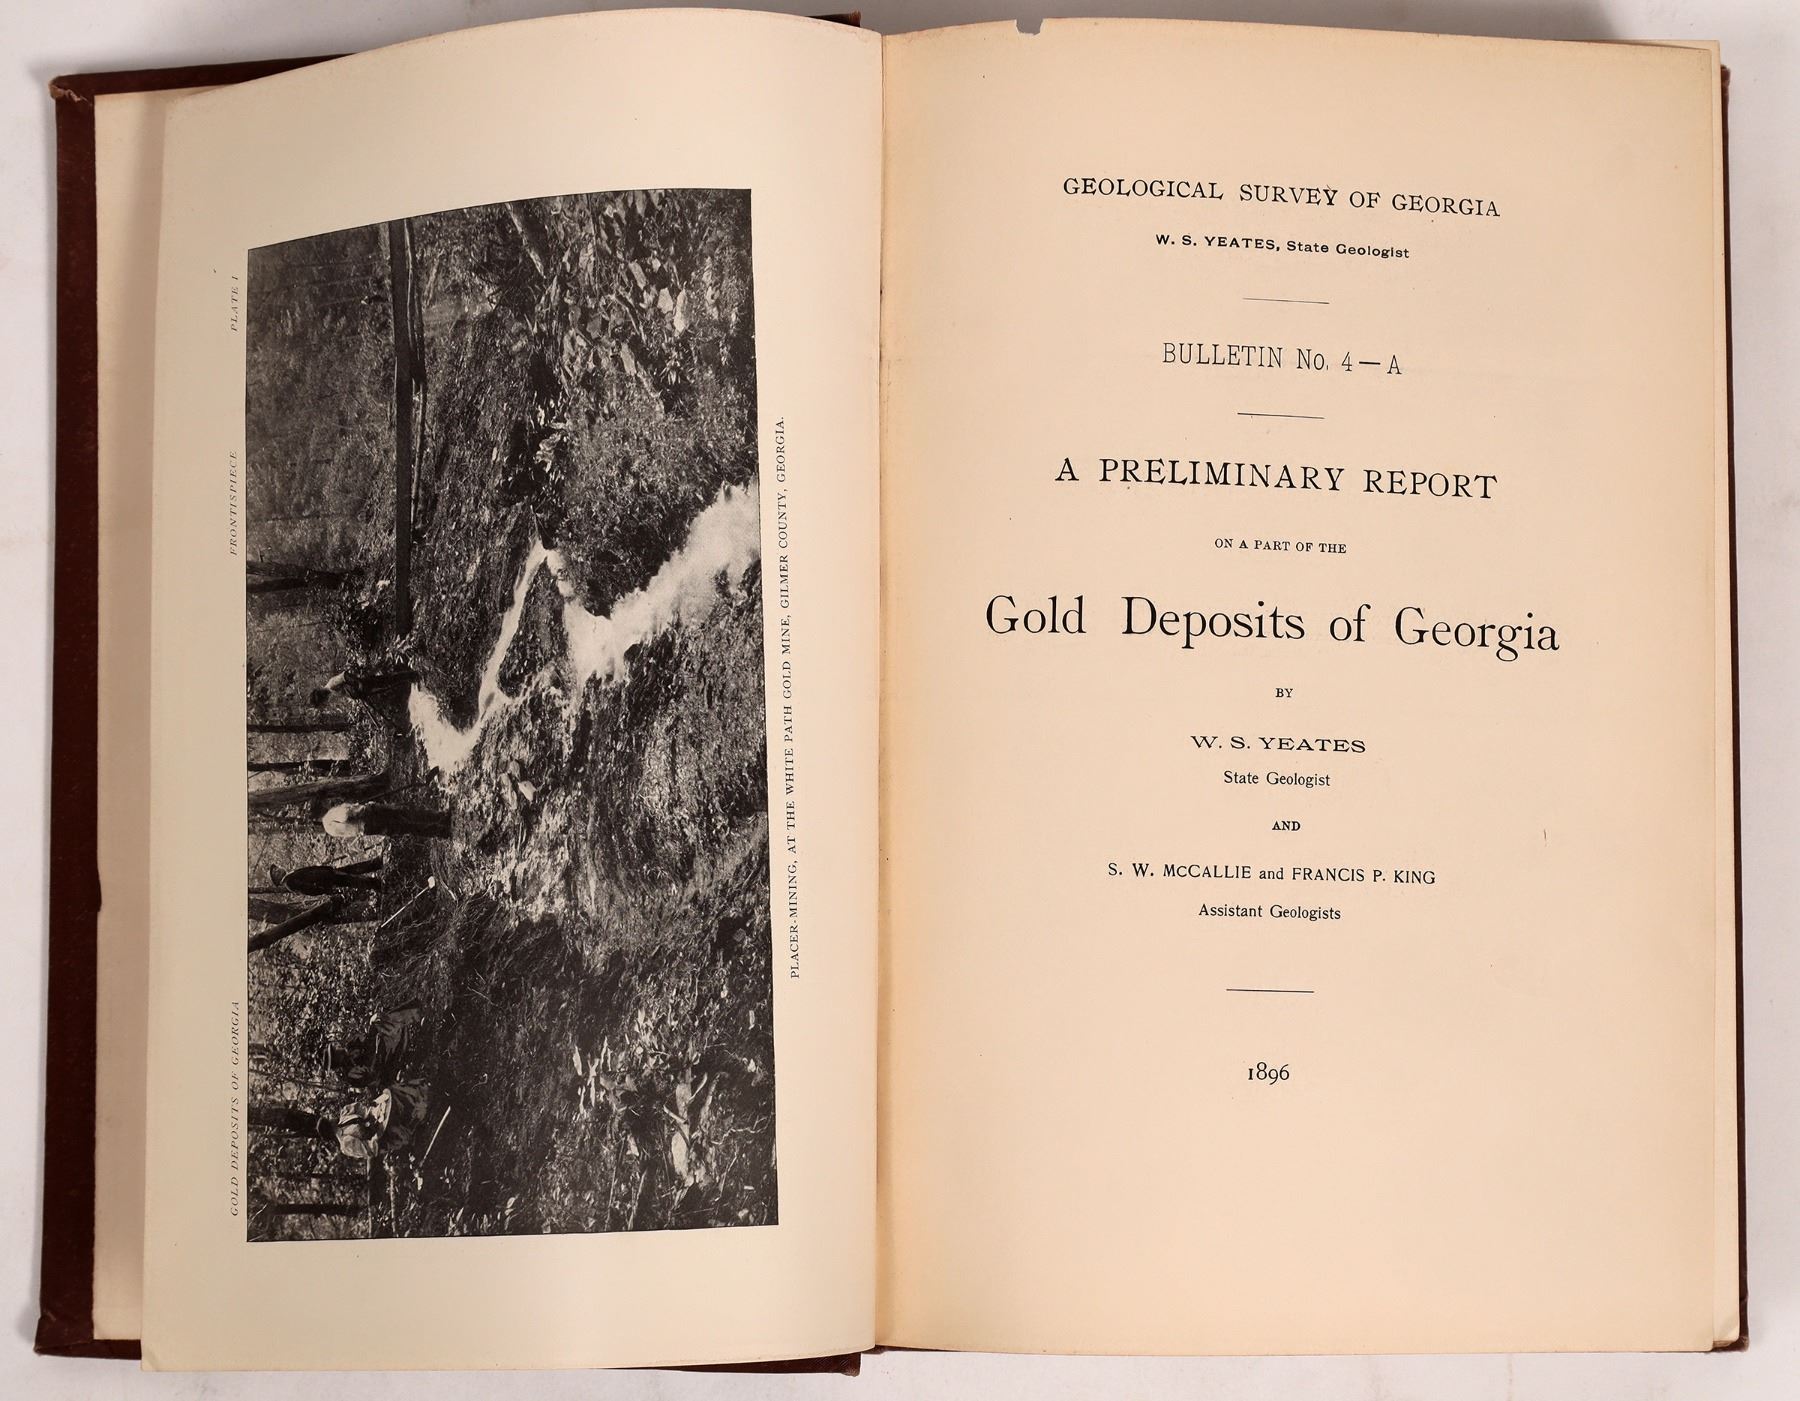 GOLD DEPOSITS OF GEORGIA FRONTISPIECE PLATE I
PLACER-MINING, AT THE WHITE PATH GOLD MINE, GILMER COUNTY, GEORGIA.
GEOLOGICAL SURVEY OF GEORGIA
W. S. YEATES, State Geologist
BULLETIN No. 4—A
A PRELIMINARY REPORT
ON A PART OF THE
Gold Deposits of Georgia
BY
W. S. YEATES
State Geologist
AND
S. W. McCALLIE and FRANCIS P. KING
Assistant Geologists
1896